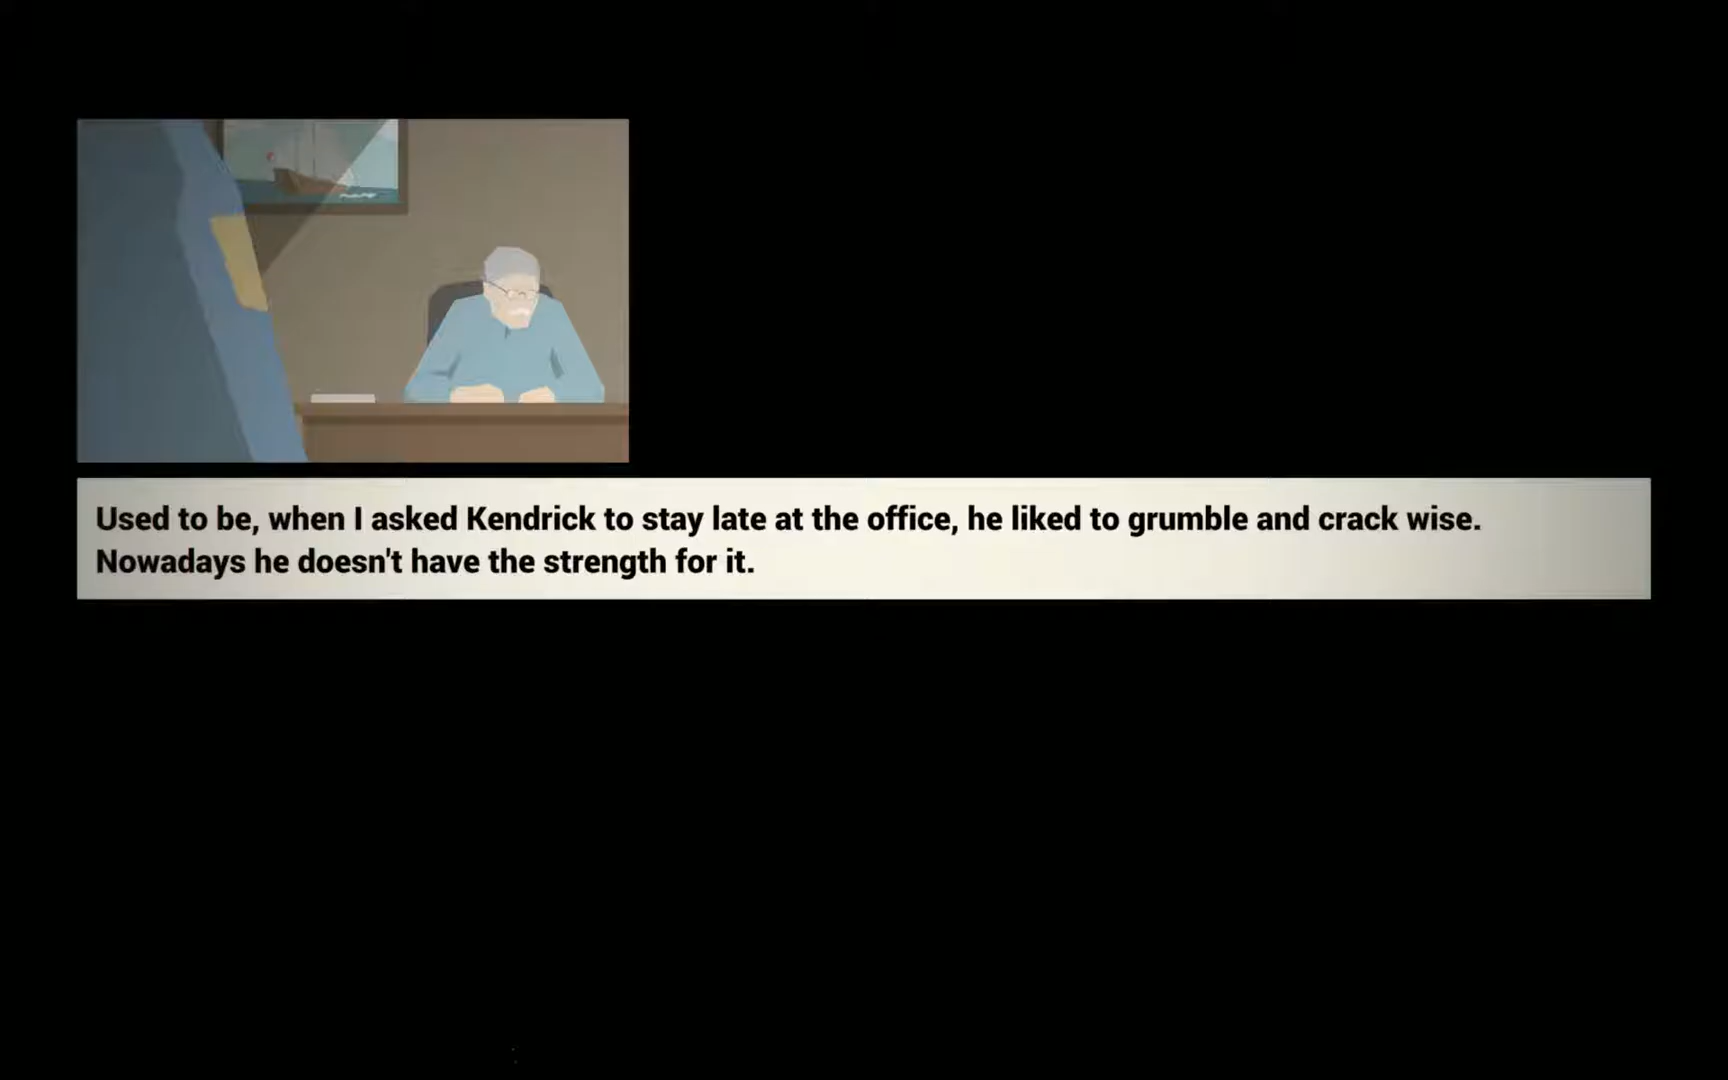 Used to be, when I asked Kendrick to stay late at the office, he liked to grumble and crack wise.
Nowadays he doesn't have the strength for it.